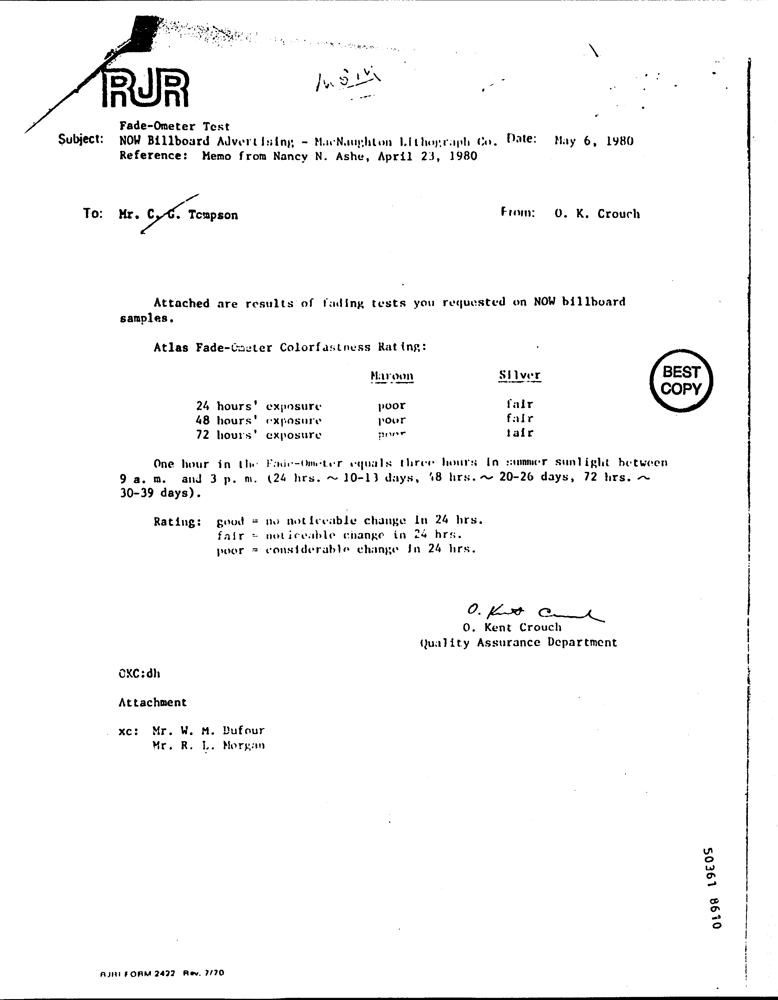 RJR
Fade-Ometer Test
Subject: NOW Billboard Advertising - MacNaughton Lithograph Co. Date: May 6, 1980
Reference: Memo from Nancy N. Ashe, April 23, 1980
To: Mr. C. G. Tompson From: O. K. Crouch
Attached are results of fading tests you requested on NOW billboard
samples.
Atlas Fade-Ometer Colorfastness Rating:
Maroon Silver
BEST
COPY
24 hours' exposure poor fair
48 hours' exposure poor fair
72 hours' exposure poor fair
One hour in the Fade-Ometer equals three hours in summer sunlight between
9 a. m. and 3 p. m. (24 hrs. ~ 10-13 days, 48 hrs. ~ 20-26 days, 72 hrs. ~
30-39 days).
Rating: good = no noticeable change in 24 hrs.
fair = noticeable change in 24 hrs.
poor = considerable change in 24 hrs.
O. Kent Crouch
O. Kent Crouch
Quality Assurance Department
OKC:dh
Attachment
xc: Mr. W. M. Dufour
Mr. R. L. Morgan
50361 8610
RJRI FORM 2422 Rev. 7/70